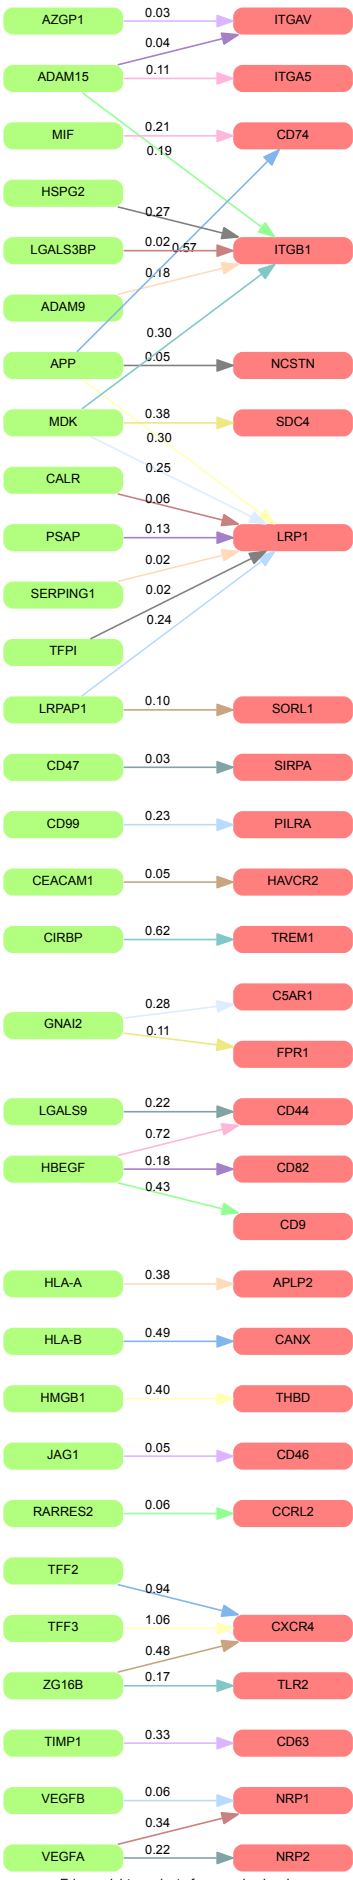 AZGP1 0.03 ITGAV
0.04
ADAM15 0.11 ITGA5
MIF 0.21 CD74
0.19
HSPG2
0.27
LGALS3BP 0.02 0.57 ITGB1
0.18
ADAM9
0.30
APP 0.05 NCSTN
MDK 0.38 SDC4
0.30
CALR 0.25
0.06
PSAP 0.13 LRP1
0.02
SERPING1 0.02
0.24
TFPI
LRPAP1 0.10 SORL1
CD47 0.03 SIRPA
CD99 0.23 PILRA
CEACAM1 0.05 HAVCR2
CIRBP 0.62 TREM1
0.28 C5AR1
GNAI2 0.11
FPR1
LGALS9 0.22 CD44
0.72
HBEGF 0.18 CD82
0.43
CD9
HLA-A 0.38 APLP2
HLA-B 0.49 CANX
HMGB1 0.40 THBD
JAG1 0.05 CD46
RARRES2 0.06 CCRL2
TFF2
0.94
TFF3 1.06 CXCR4
0.48
ZG16B 0.17 TLR2
TIMP1 0.33 CD63
VEGFB 0.06 NRP1
0.34
VEGFA 0.22 NRP2